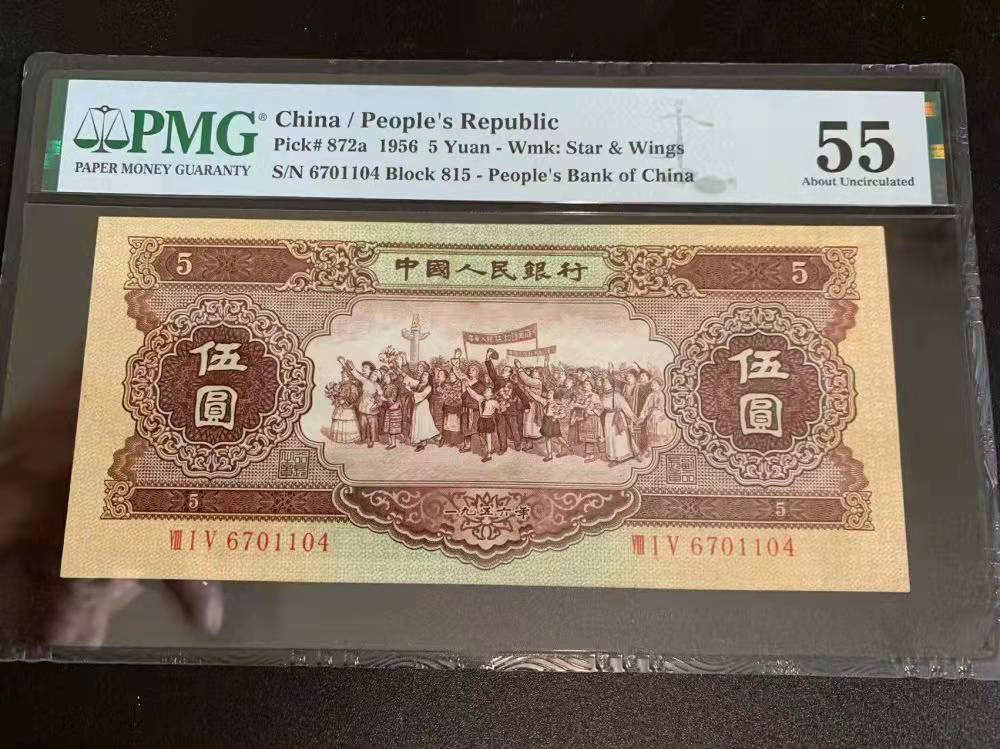 PMG®
PAPER MONEY GUARANTY
China / People's Republic
Pick# 872a 1956 5 Yuan - Wmk: Star & Wings
S/N 6701104 Block 815 - People's Bank of China
55
About Uncirculated
5
中國人民銀行
5
伍圓
伍圓
5
一九五六年
5
Ⅷ I V 6701104
Ⅷ I V 6701104